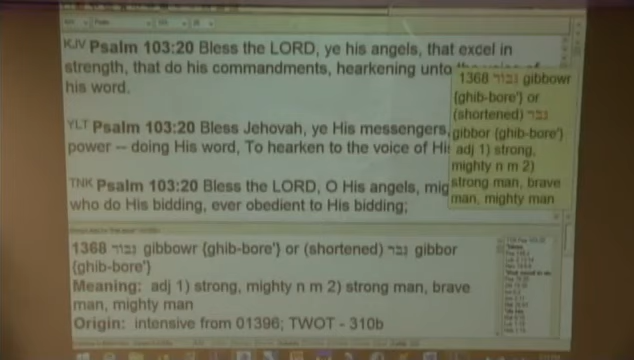 KJV Psalm 103:20 Bless the LORD, ye his angels, that excel in
strength, that do his commandments, hearkening unto
his word.
YLT Psalm 103:20 Bless Jehovah, ye His messengers,
power -- doing His word, To hearken to the voice of
TNK Psalm 103:20 Bless the LORD, O His angels,
who do His bidding, ever obedient to His bidding;
1368 גבור gibbowr
{ghib-bore'} or
(shortened) גבר
gibbor {ghib-bore'}
adj 1) strong,
mighty n m 2)
strong man, brave
man, mighty man
1368 גבור gibbowr {ghib-bore'} or (shortened) גבר gibbor
{ghib-bore'}
Meaning: adj 1) strong, mighty n m 2) strong man, brave
man, mighty man
Origin: intensive from 01396; TWOT - 310b